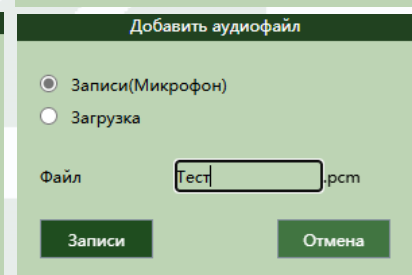 Добавить аудиофайл
Записи(Микрофон)
Загрузка
Файл Тест .pcm
Записи Отмена